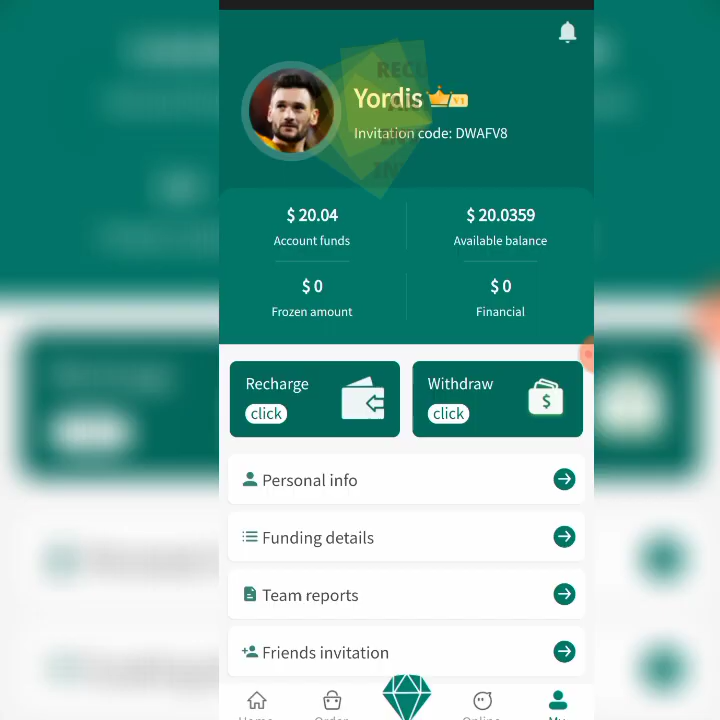 Yordis V1
Invitation code: DWAFV8
$ 20.04
Account funds
$ 20.0359
Available balance
$ 0
Frozen amount
$ 0
Financial
Recharge
click
Withdraw
click
$
Personal info
Funding details
Team reports
Friends invitation
Home
Order
Online
My